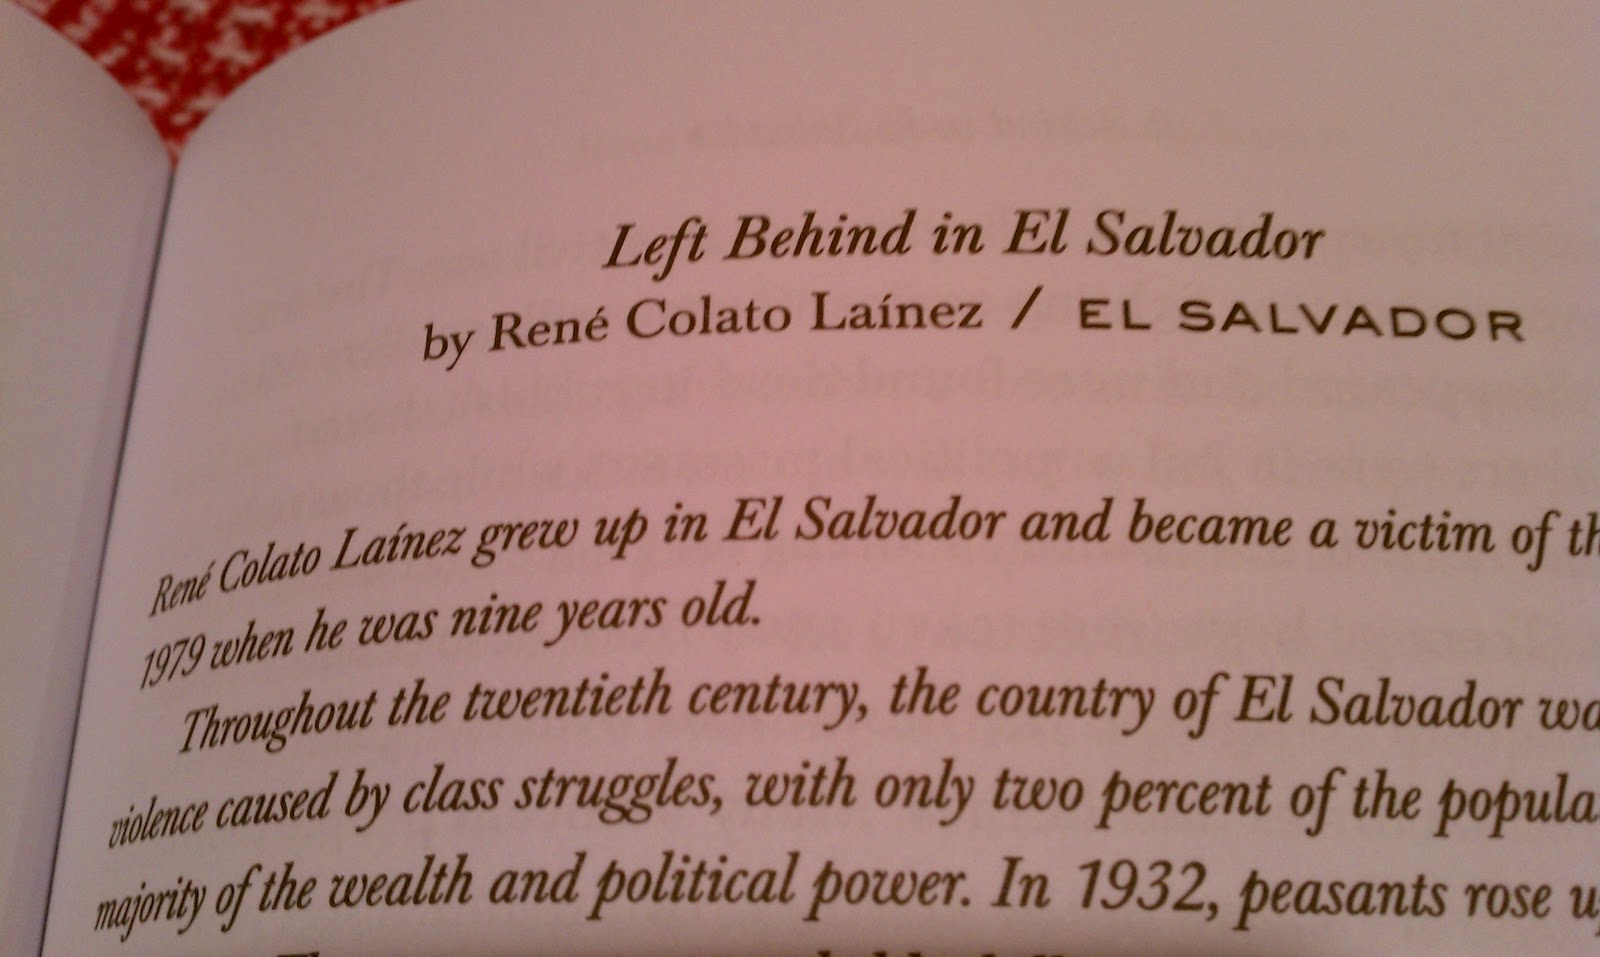 Left Behind in El Salvador
by René Colato Laínez / EL SALVADOR
René Colato Laínez grew up in El Salvador and became a victim of
1979 when he was nine years old.
Throughout the twentieth century, the country of El Salvador
violence caused by class struggles, with only two percent of the
majority of the wealth and political power. In 1932, peasants rose